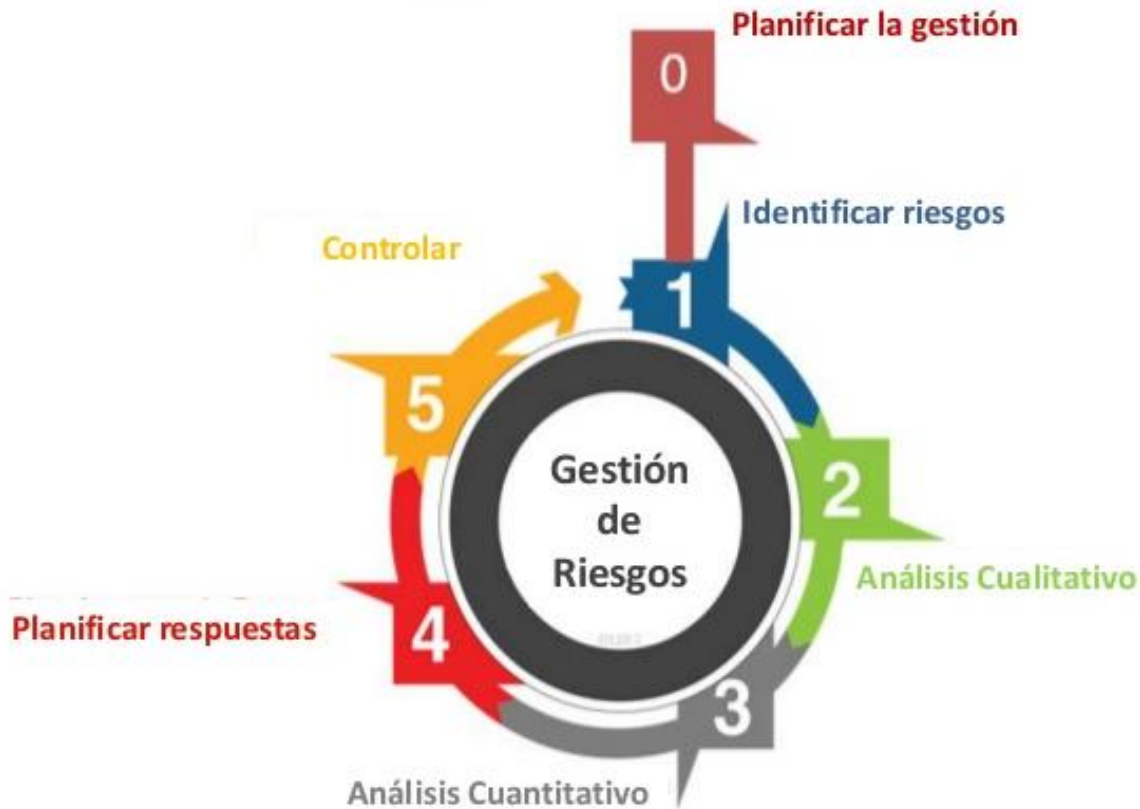 0
Planificar la gestión
1
Identificar riesgos
2
Análisis Cualitativo
3
Análisis Cuantitativo
4
Planificar respuestas
5
Controlar
Gestión
de
Riesgos